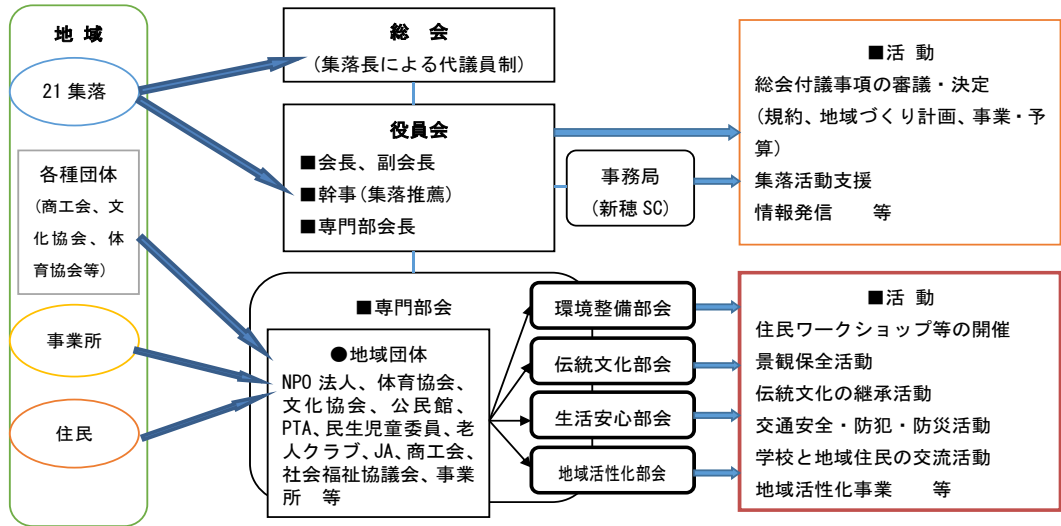 地 域
21 集落
各種団体
(商工会、文
化協会、体
育協会等)
事業所
住民
総 会
(集落長による代議員制)
役員会
■会長、副会長
■幹事(集落推薦)
■専門部会長
事務局
(新穂 SC)
■活 動
総会付議事項の審議・決定
(規約、地域づくり計画、事業・予
算)
集落活動支援
情報発信 等
■専門部会
●地域団体
NPO 法人、体育協会、
文化協会、公民館、
PTA、民生児童委員、老
人クラブ、JA、商工会、
社会福祉協議会、事業
所 等
環境整備部会
伝統文化部会
生活安心部会
地域活性化部会
■活 動
住民ワークショップ等の開催
景観保全活動
伝統文化の継承活動
交通安全・防犯・防災活動
学校と地域住民の交流活動
地域活性化事業 等